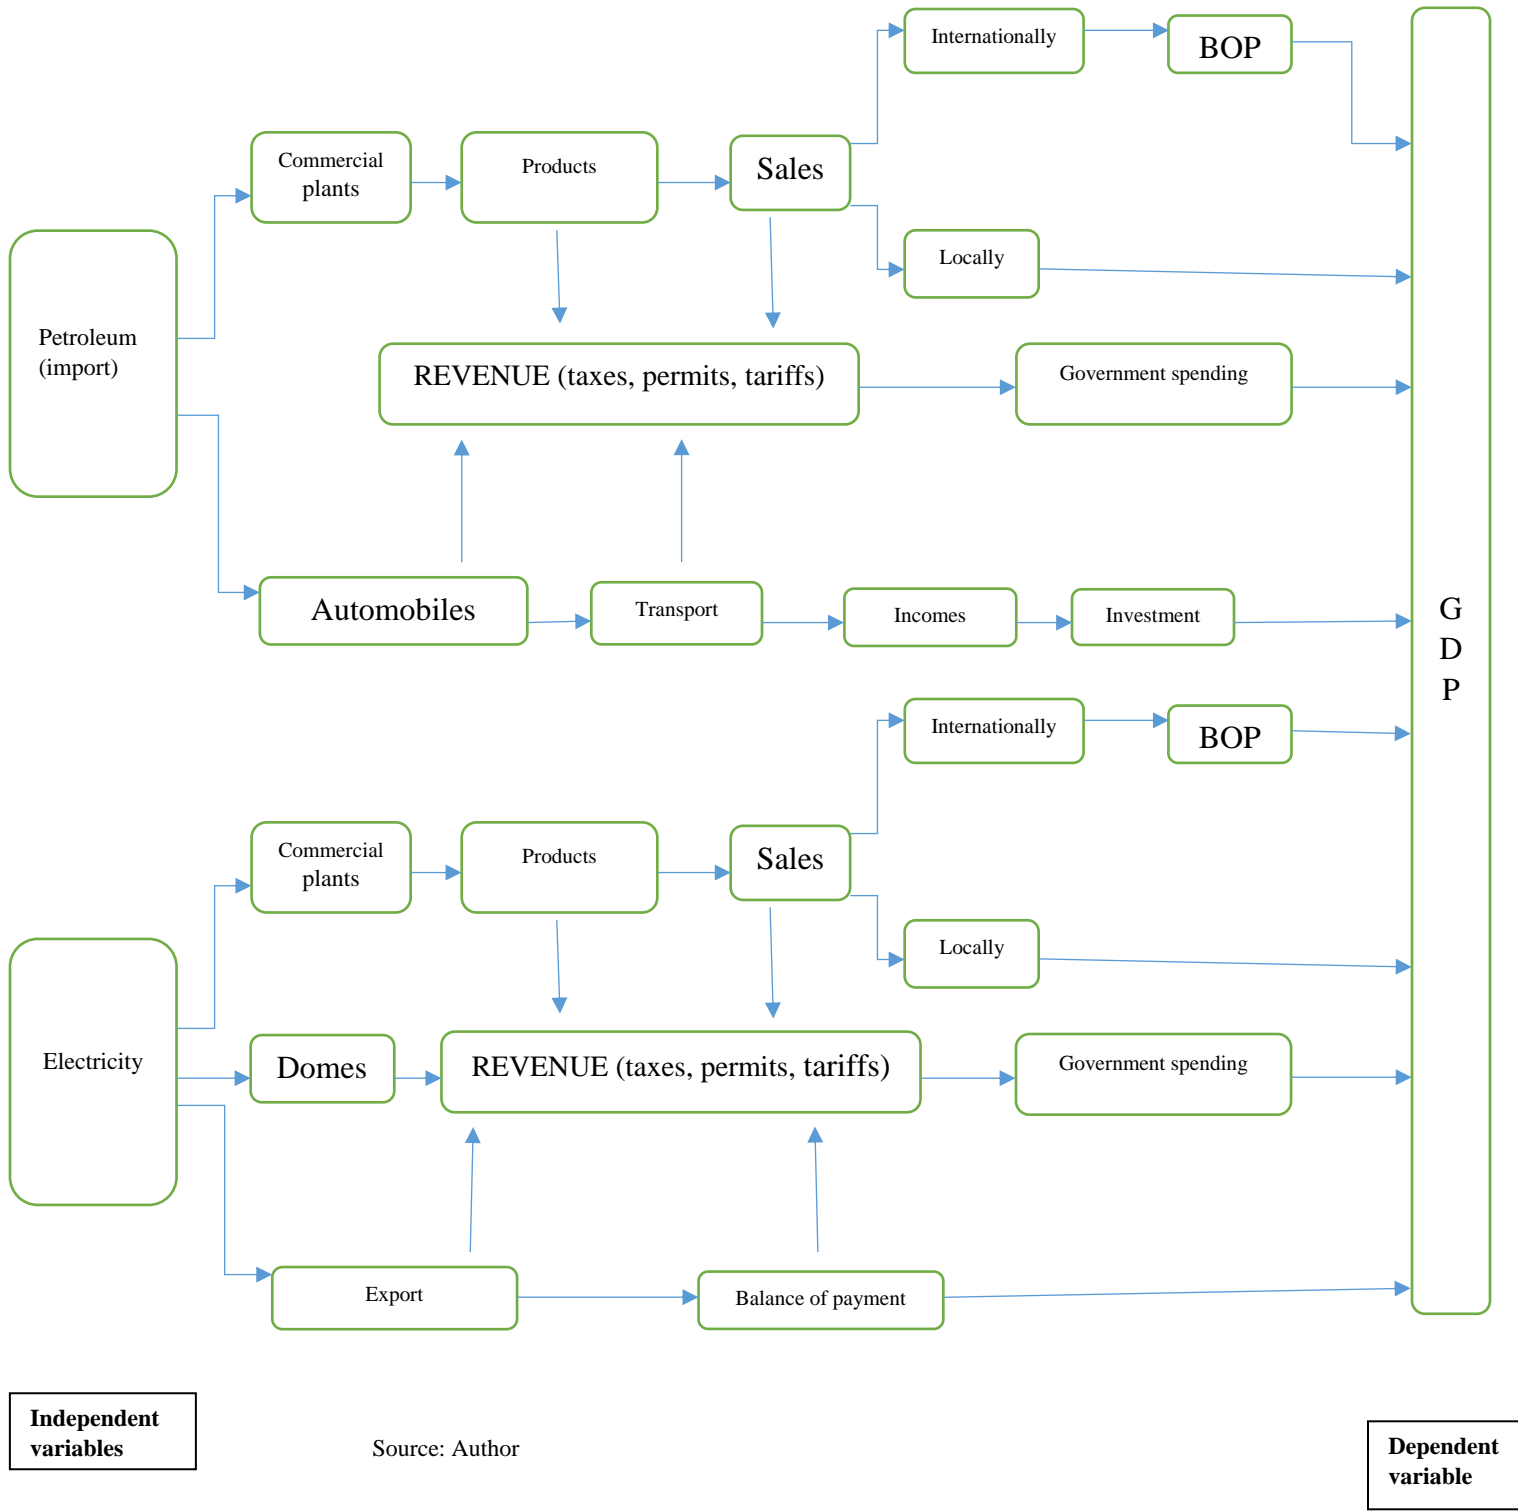 Internationally
BOP
Commercial
plants
Products
Sales
Locally
Petroleum
(import)
REVENUE (taxes, permits, tariffs)
Government spending
Automobiles
Transport
Incomes
Investment
G
D
P
Internationally
BOP
Commercial
plants
Products
Sales
Locally
Electricity
Domes
REVENUE (taxes, permits, tariffs)
Government spending
Export
Balance of payment
Independent
variables
Source: Author
Dependent
variable